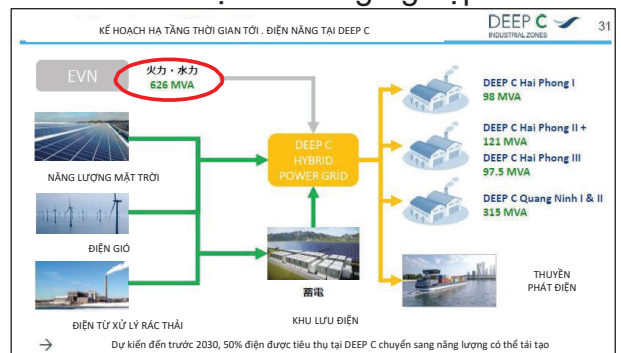 KẾ HOẠCH HẠ TẦNG THỜI GIAN TỚI . ĐIỆN NĂNG TẠI DEEP C
DEEP C
INDUSTRIAL ZONES
31
EVN
火力・水力
626 MVA
NĂNG LƯỢNG MẶT TRỜI
ĐIỆN GIÓ
ĐIỆN TỪ XỬ LÝ RÁC THẢI
DEEP C
HYBRID
POWER GRID
蓄電
KHU LƯU ĐIỆN
DEEP C Hai Phong I
98 MVA
DEEP C Hai Phong II +
121 MVA
DEEP C Hai Phong III
97.5 MVA
DEEP C Quang Ninh I & II
315 MVA
THUYỀN
PHÁT ĐIỆN
→ Dự kiến đến trước 2030, 50% điện được tiêu thụ tại DEEP C chuyển sang năng lượng có thể tái tạo